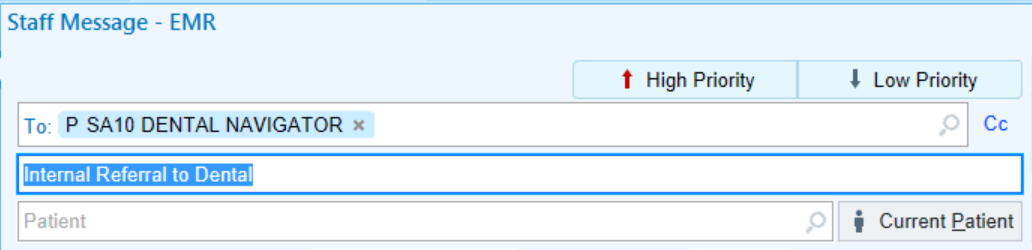 Staff Message - EMR
High Priority Low Priority
To: P SA10 DENTAL NAVIGATOR × Cc
Internal Referral to Dental
Patient Current Patient